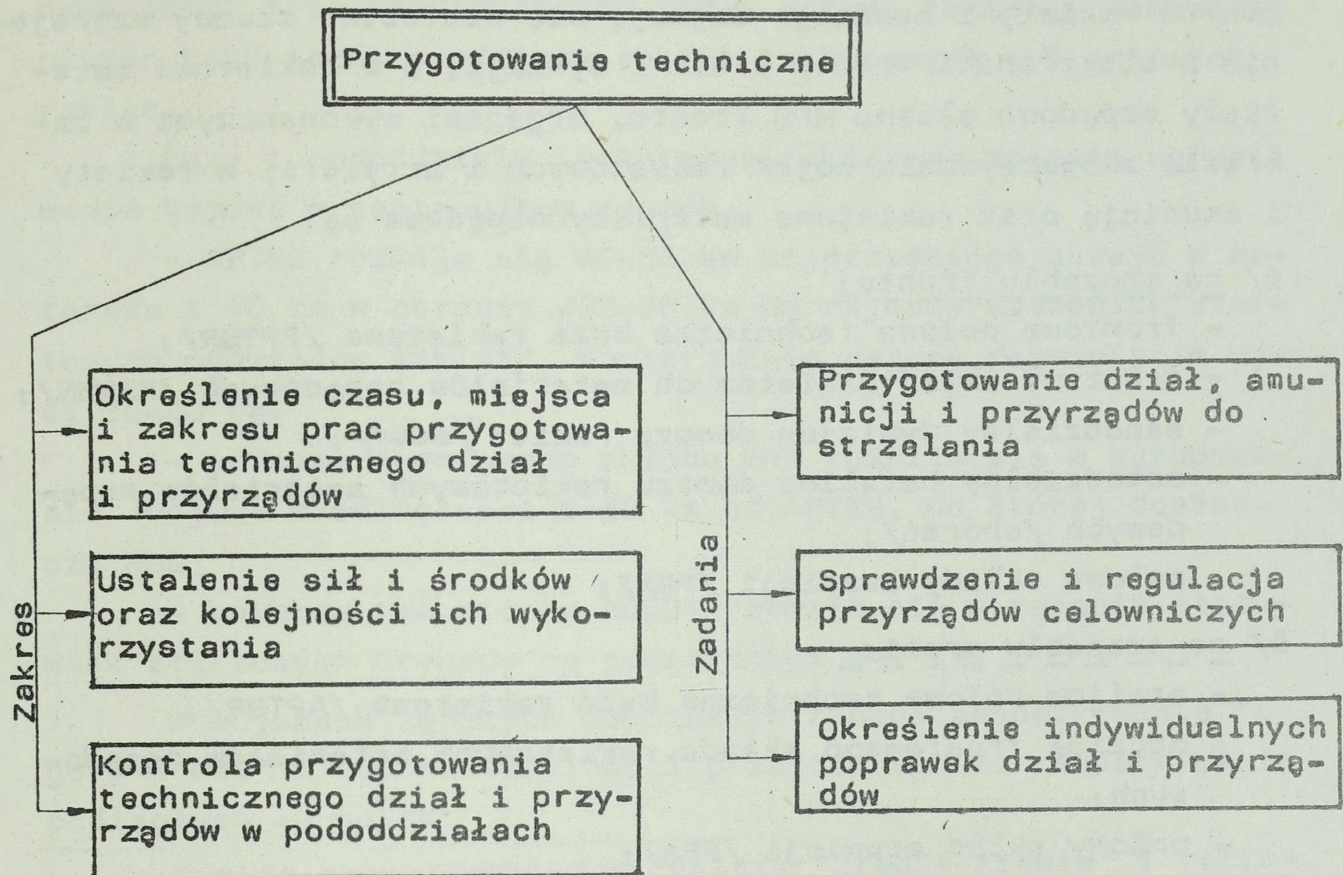 Przygotowanie techniczne
Zakres
Określenie czasu, miejsca
i zakresu prac przygotowa-
nia technicznego dział
i przyrządów
Ustalenie sił i środków
oraz kolejności ich wyko-
rzystania
Kontrola przygotowania
technicznego dział i przy-
rządów w pododdziałach
Zadania
Przygotowanie dział, amu-
nicji i przyrządów do
strzelania
Sprawdzenie i regulacja
przyrządów celowniczych
Określenie indywidualnych
poprawek dział i przyrzą-
dów